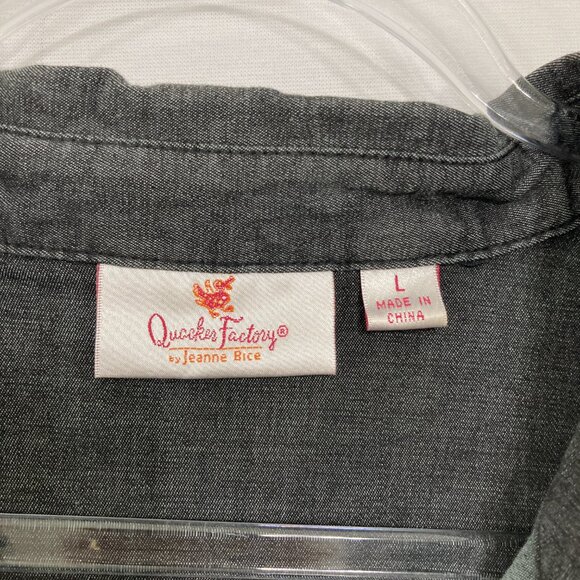 Quacker Factory®
by Jeanne Bice
L
MADE IN
CHINA